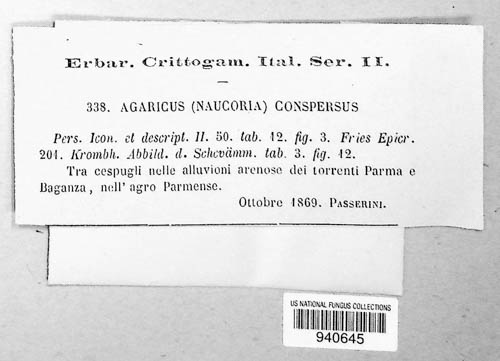 Erbar. Crittogam. Ital. Ser. II.
338. AGARICUS (NAUCORIA) CONSPERSUS
Pers. Icon. et descript. II. 50. tab. 12. fig. 3. Fries Epicr.
201. Krombh. Abbild. d. Schwämm. tab. 3. fig. 12.
Tra cespugli nelle alluvioni arenose dei torrenti Parma e
Baganza, nell' agro Parmense.
Ottobre 1869. PASSERINI.
US NATIONAL FUNGUS COLLECTIONS
940645